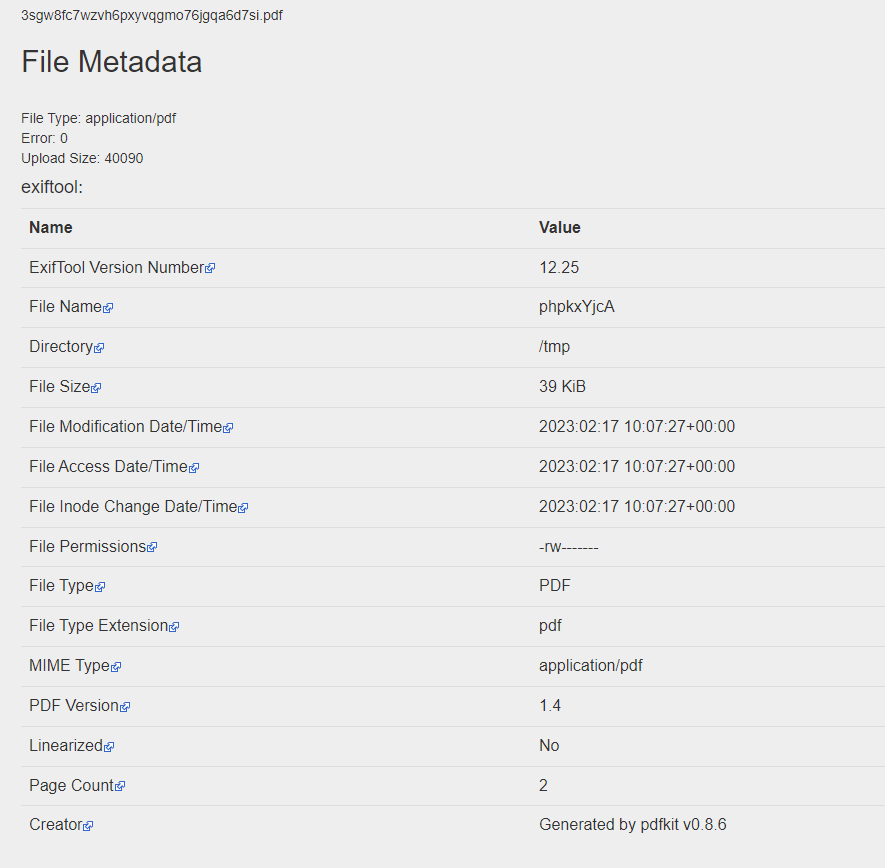 3sgw8fc7wzvh6pxyvqgmo76jgqa6d7si.pdf
File Metadata
File Type: application/pdf
Error: 0
Upload Size: 40090
exiftool:
Name Value
ExifTool Version Number 12.25
File Name phpkxYjcA
Directory /tmp
File Size 39 KiB
File Modification Date/Time 2023:02:17 10:07:27+00:00
File Access Date/Time 2023:02:17 10:07:27+00:00
File Inode Change Date/Time 2023:02:17 10:07:27+00:00
File Permissions -rw-------
File Type PDF
File Type Extension pdf
MIME Type application/pdf
PDF Version 1.4
Linearized No
Page Count 2
Creator Generated by pdfkit v0.8.6